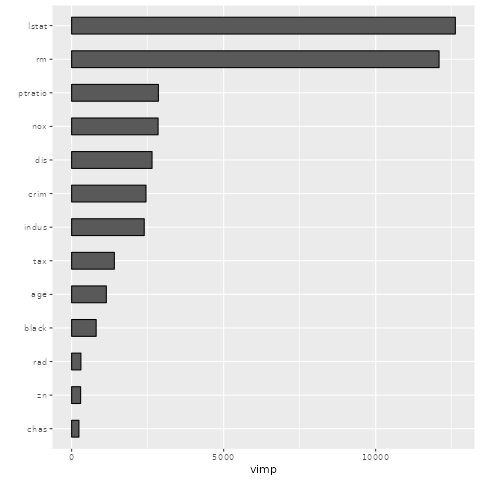 lstat
rm
ptratio
nox
dis
crim
indus
tax
age
black
rad
zn
chas
0 5000 10000
vimp